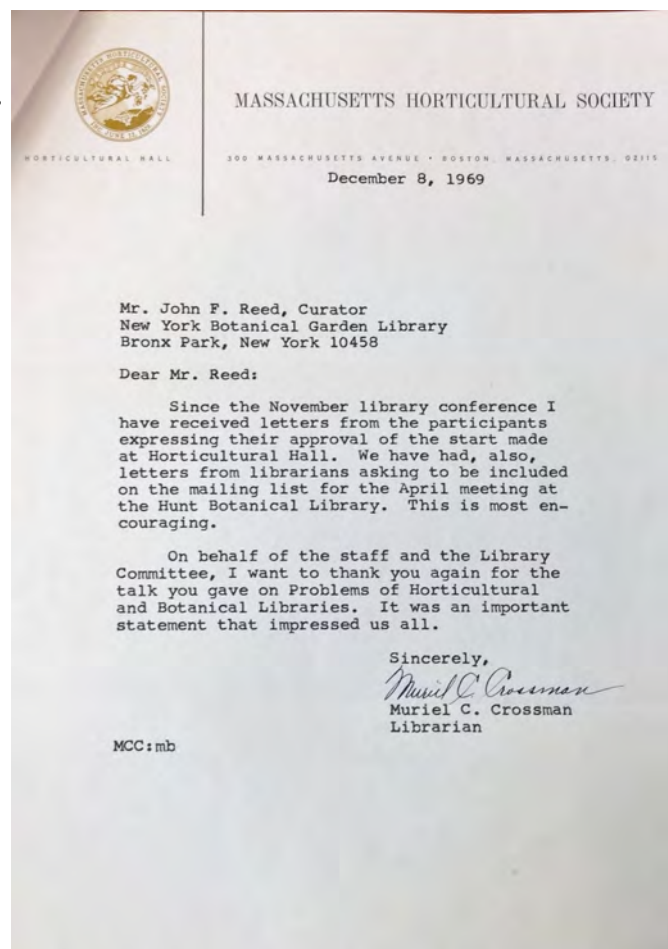 MASSACHUSETTS HORTICULTURAL SOCIETY
HORTICULTURAL HALL
300 MASSACHUSETTS AVENUE • BOSTON, MASSACHUSETTS, 02115
December 8, 1969
Mr. John F. Reed, Curator
New York Botanical Garden Library
Bronx Park, New York 10458
Dear Mr. Reed:
Since the November library conference I
have received letters from the participants
expressing their approval of the start made
at Horticultural Hall. We have had, also,
letters from librarians asking to be included
on the mailing list for the April meeting at
the Hunt Botanical Library. This is most en-
couraging.
On behalf of the staff and the Library
Committee, I want to thank you again for the
talk you gave on Problems of Horticultural
and Botanical Libraries. It was an important
statement that impressed us all.
Sincerely,
Muriel C. Crossman
Muriel C. Crossman
Librarian
MCC:mb